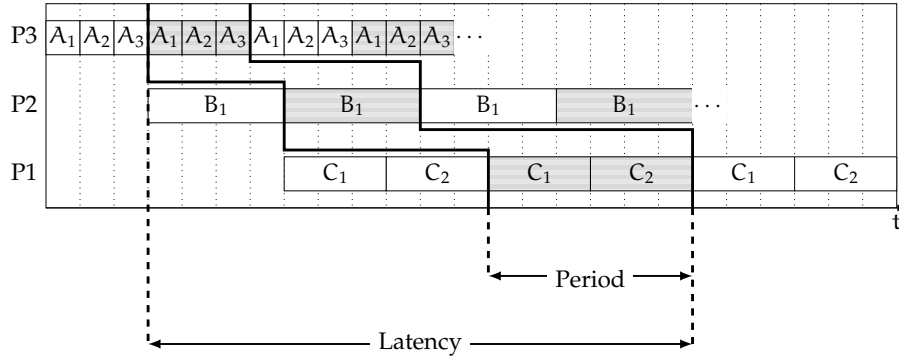 P3 A₁ A₂ A₃ A₁ A₂ A₃ A₁ A₂ A₃ A₁ A₂ A₃ ...
P2 B₁ B₁ B₁ B₁ ...
P1 C₁ C₂ C₁ C₂ C₁ C₂
t
Period
Latency